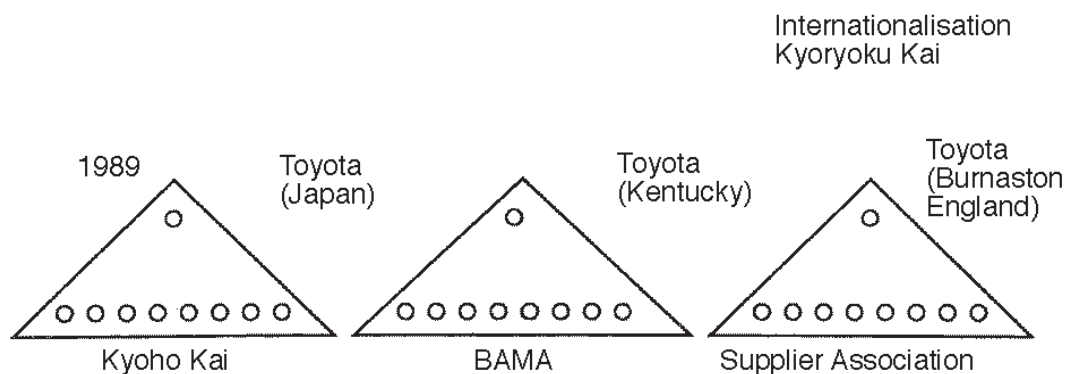 Internationalisation
Kyoryoku Kai
1989
Toyota
(Japan)
Toyota
(Kentucky)
Toyota
(Burnaston
England)
Kyoho Kai
BAMA
Supplier Association